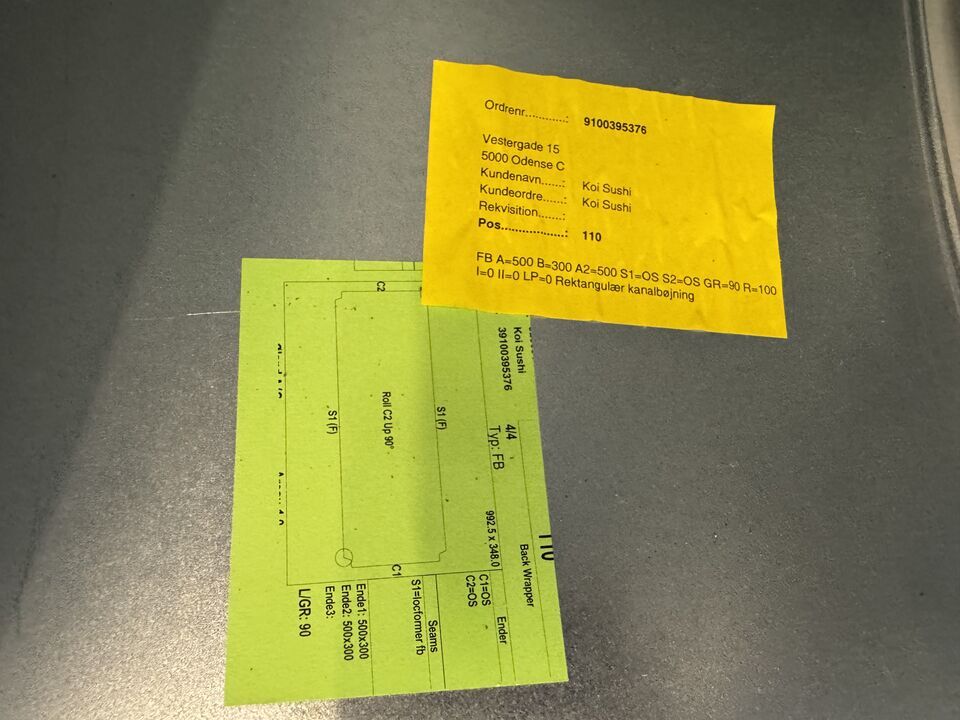 Ordrenr............: 9100395376
Vestergade 15
5000 Odense C
Kundenavn......: Koi Sushi
Kundeordre......: Koi Sushi
Rekvisition........:
Pos...................: 110
FB A=500 B=300 A2=500 S1=OS S2=OS GR=90 R=100
I=0 II=0 LP=0 Rektangulær kanalbøjning
110
Back Wrapper
Koi Sushi
39100395376
4/4
Typ: FB
992.5 x 348.0
Ender
C1=OS
C2=OS
Seams
S1=locformer fb
C2
S1 (F)
Roll C2 Up 90°
S1 (F)
C1
Ende1: 500x300
Ende2: 500x300
Ende3:
L/GR: 90